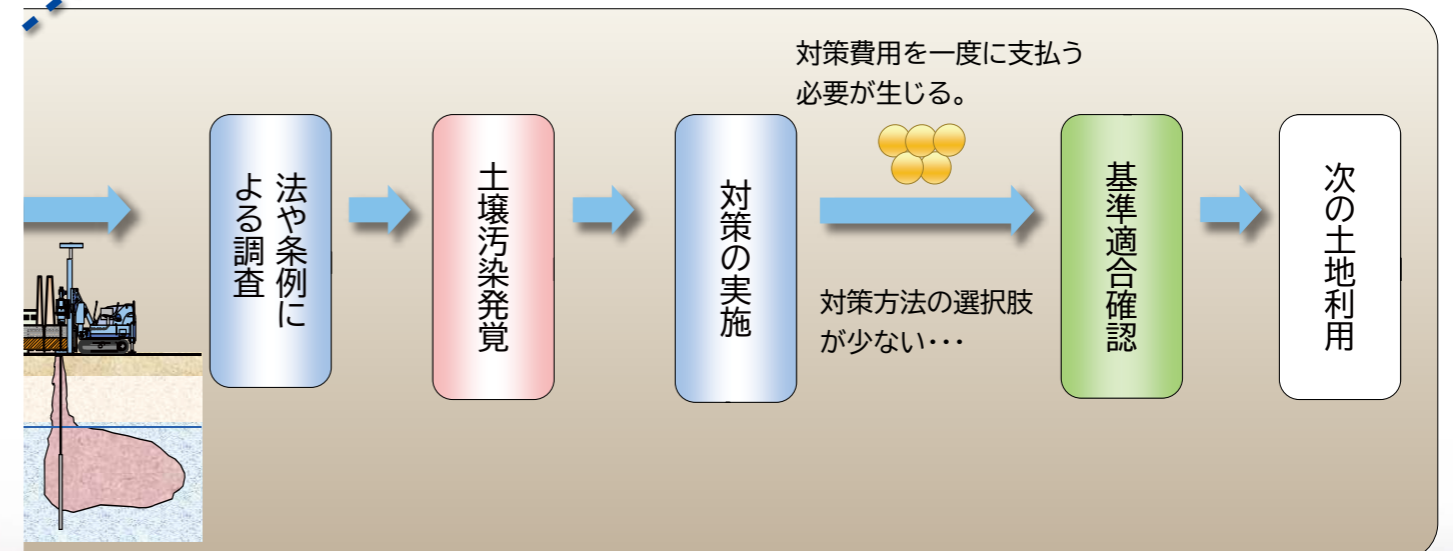 対策費用を一度に支払う
必要が生じる。
法や条例に
よる調査
土壌汚染発覚
対策の実施
対策方法の選択肢
が少ない・・・
基準適合確認
次の土地利用